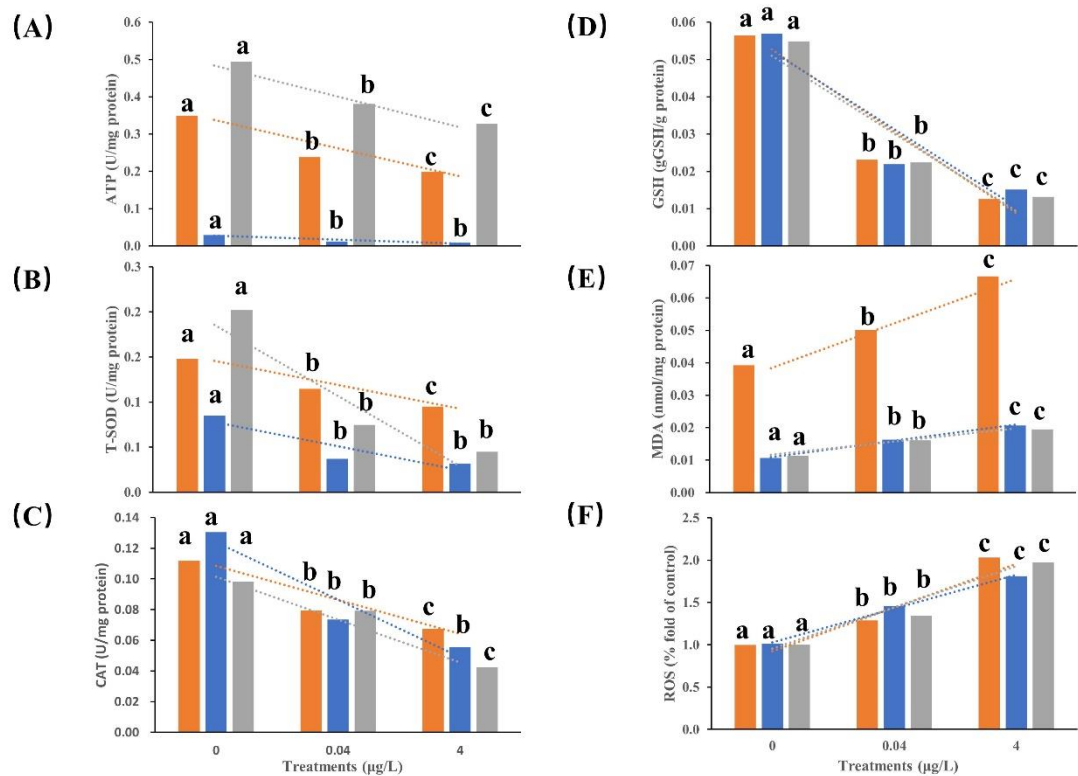 (A)
ATP (U/mg protein)
0.6
0.5
0.4
0.3
0.2
0.1
0.0
a
a
a
b
b
b
c
b
c
(B)
T-SOD (U/mg protein)
0.3
0.2
0.2
0.1
0.1
0.0
a
a
a
b
b
b
c
b
b
(C)
CAT (U/mg protein)
0.14
0.12
0.10
0.08
0.06
0.04
0.02
0.00
a
a
a
b
b
b
c
b
c
0
0.04
4
Treatments (μg/L)
(D)
GSH (gGSH/g protein)
0.06
0.05
0.04
0.03
0.02
0.01
0.00
a
a
a
b
b
b
c
c
c
(E)
MDA (nmol/mg protein)
0.07
0.06
0.05
0.04
0.03
0.02
0.01
0.00
a
a
a
b
b
b
c
c
c
(F)
ROS (% fold of control)
2.5
2.0
1.5
1.0
0.5
0.0
a
a
a
b
b
b
c
c
c
0
0.04
4
Treatments (μg/L)